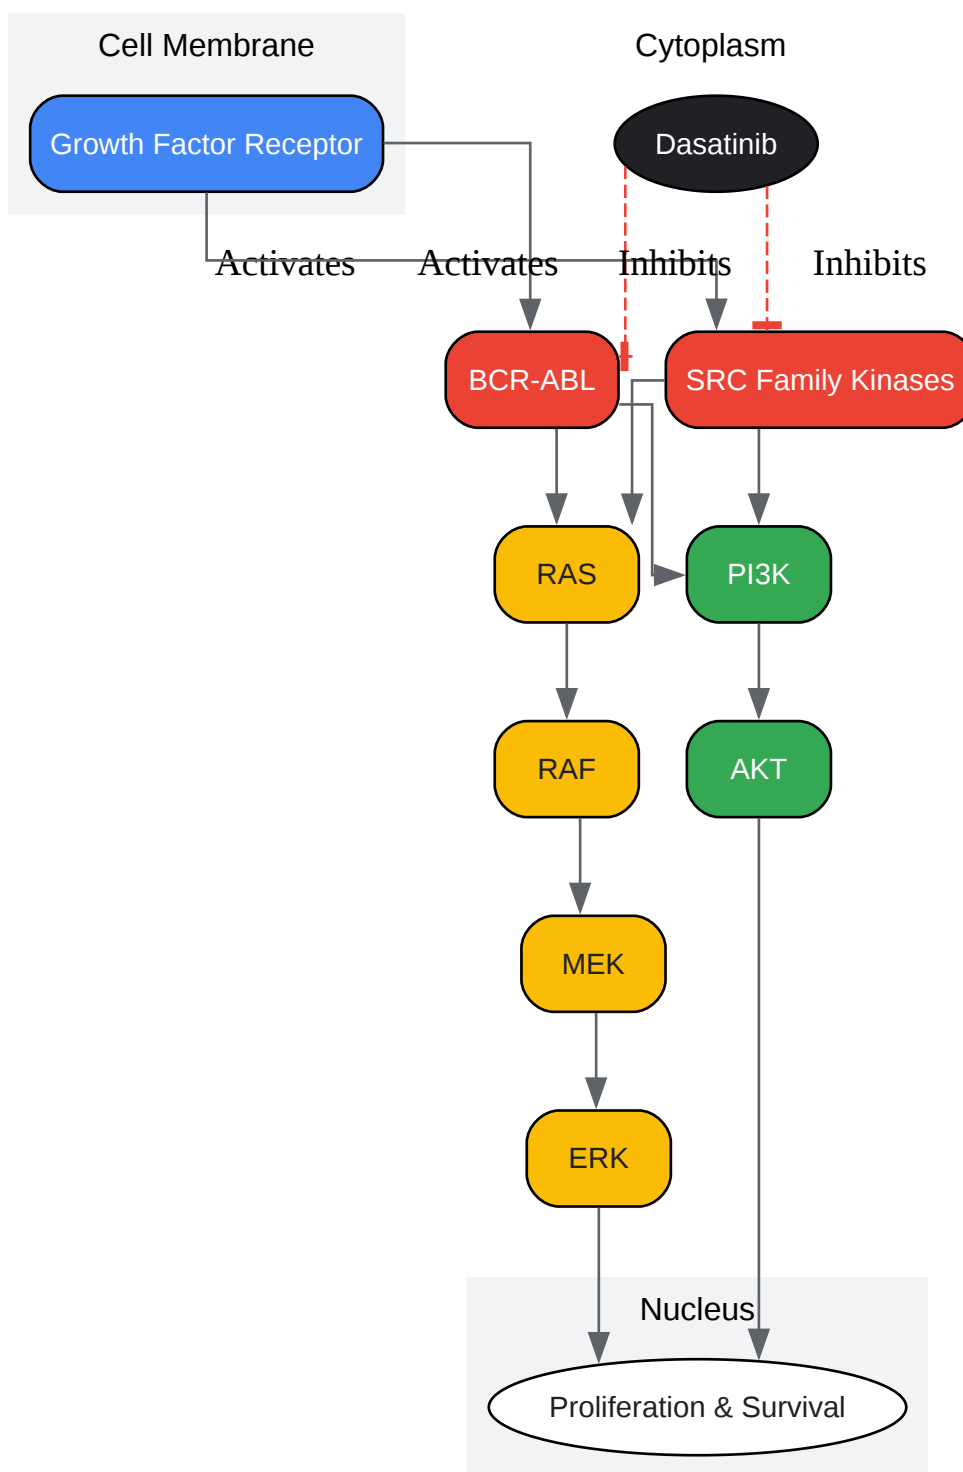 Cell Membrane
Cytoplasm
Growth Factor Receptor
Dasatinib
Activates
Activates
Inhibits
Inhibits
BCR-ABL
SRC Family Kinases
RAS
PI3K
RAF
AKT
MEK
ERK
Nucleus
Proliferation & Survival